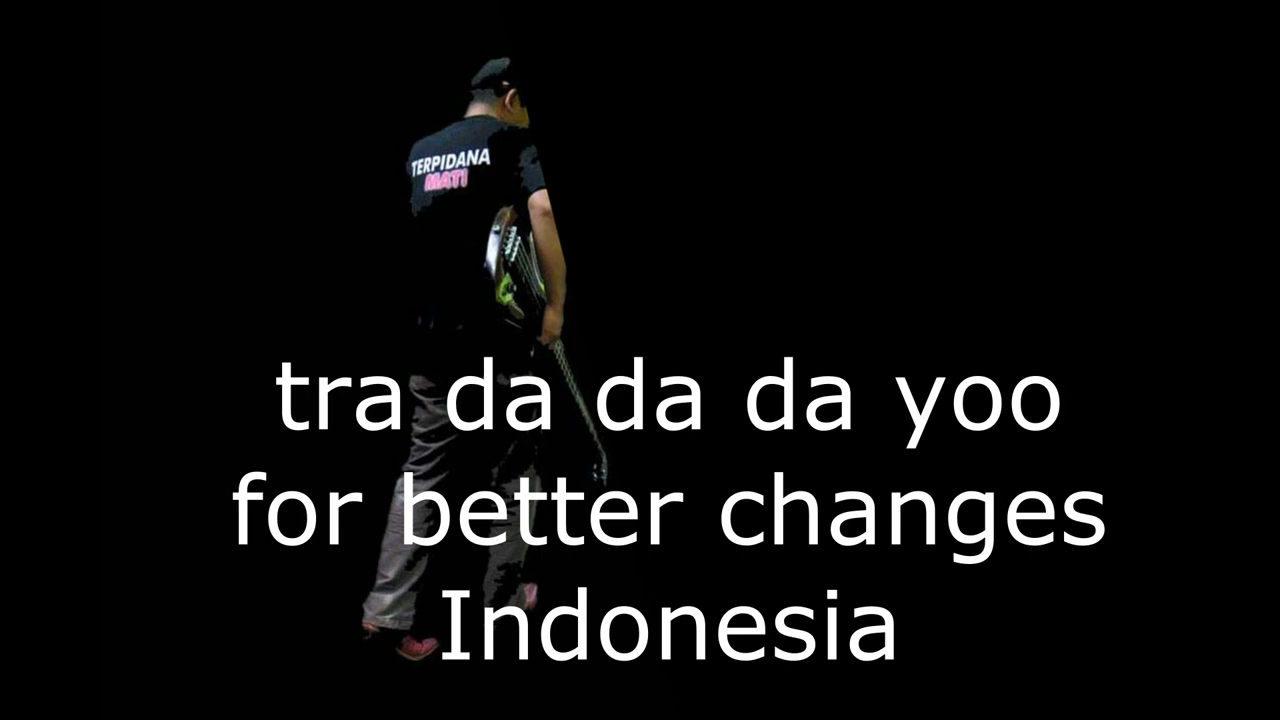 TERPIDANA
MATI
tra da da da yoo
for better changes
Indonesia